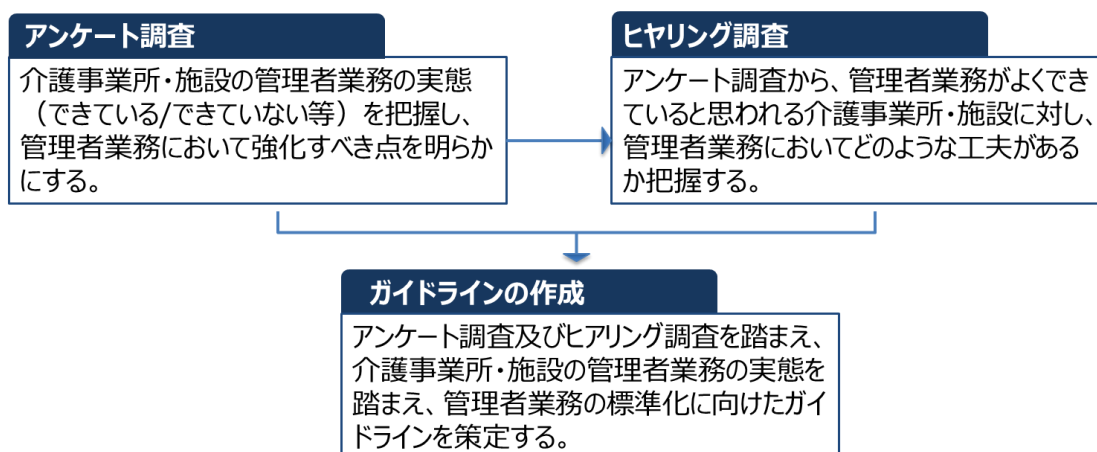 アンケート調査
介護事業所・施設の管理者業務の実態
（できている/できていない等）を把握し、
管理者業務において強化すべき点を明らか
にする。
ヒヤリング調査
アンケート調査から、管理者業務がよくでき
ていると思われる介護事業所・施設に対し、
管理者業務においてどのような工夫がある
か把握する。
ガイドラインの作成
アンケート調査及びヒアリング調査を踏まえ、
介護事業所・施設の管理者業務の実態を
踏まえ、管理者業務の標準化に向けたガイ
ドラインを策定する。